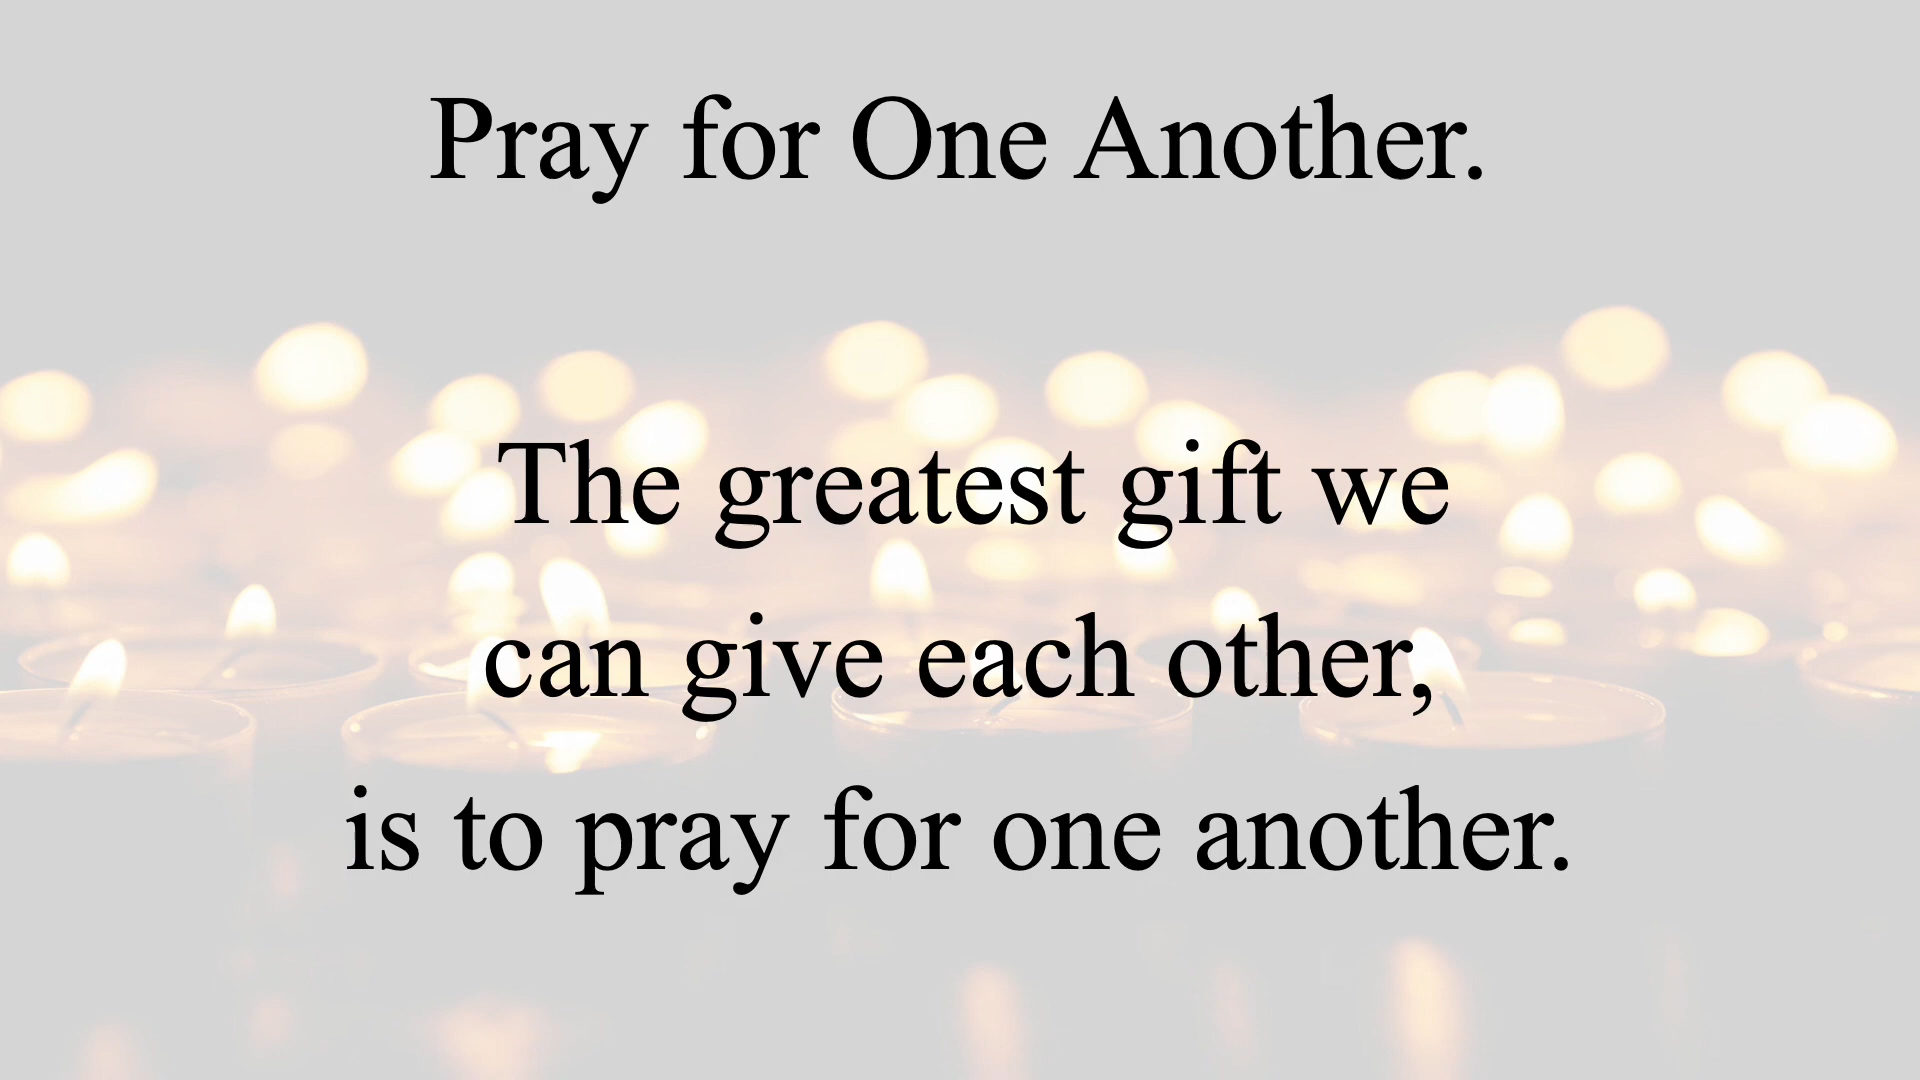 Pray for One Another.
The greatest gift we
can give each other,
is to pray for one another.